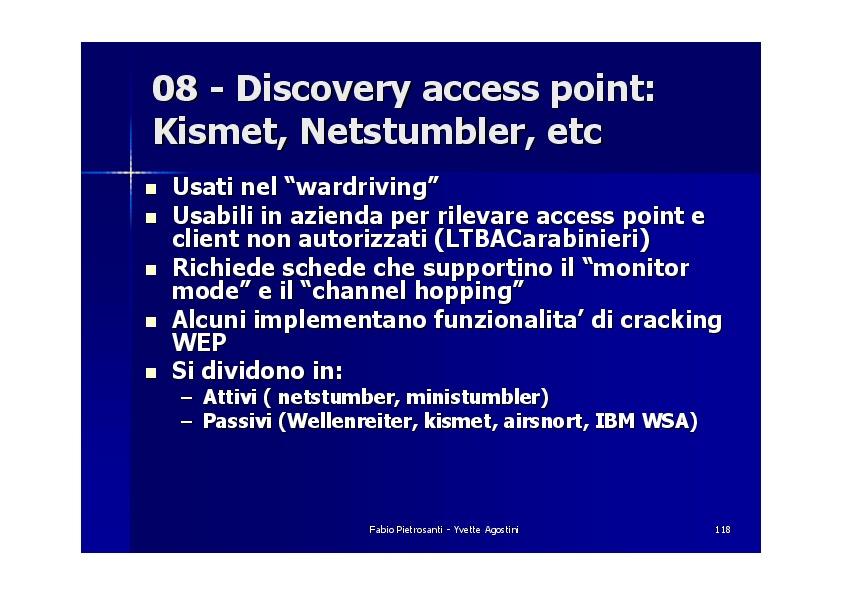 08 - Discovery access point:
Kismet, Netstumbler, etc
Usati nel “wardriving”
Usabili in azienda per rilevare access point e
client non autorizzati (LTBACarabinieri)
Richiede schede che supportino il “monitor
mode” e il “channel hopping”
Alcuni implementano funzionalita’ di cracking
WEP
Si dividono in:
– Attivi ( netstumber, ministumbler)
– Passivi (Wellenreiter, kismet, airsnort, IBM WSA)
Fabio Pietrosanti - Yvette Agostini
118